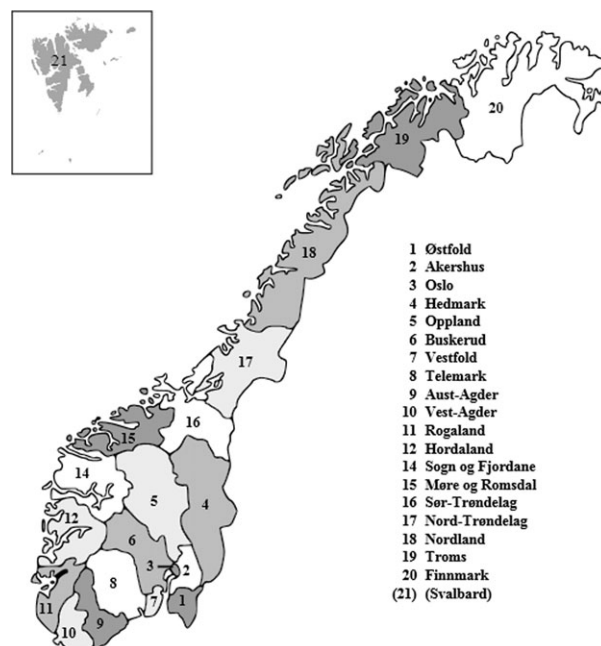 21
20
19
18
17
16
15
14
5
4
12
6
3
2
8
7
1
11
9
10
1 Østfold
2 Akershus
3 Oslo
4 Hedmark
5 Oppland
6 Buskerud
7 Vestfold
8 Telemark
9 Aust-Agder
10 Vest-Agder
11 Rogaland
12 Hordaland
14 Sogn og Fjordane
15 Møre og Romsdal
16 Sør-Trøndelag
17 Nord-Trøndelag
18 Nordland
19 Troms
20 Finnmark
(21) (Svalbard)